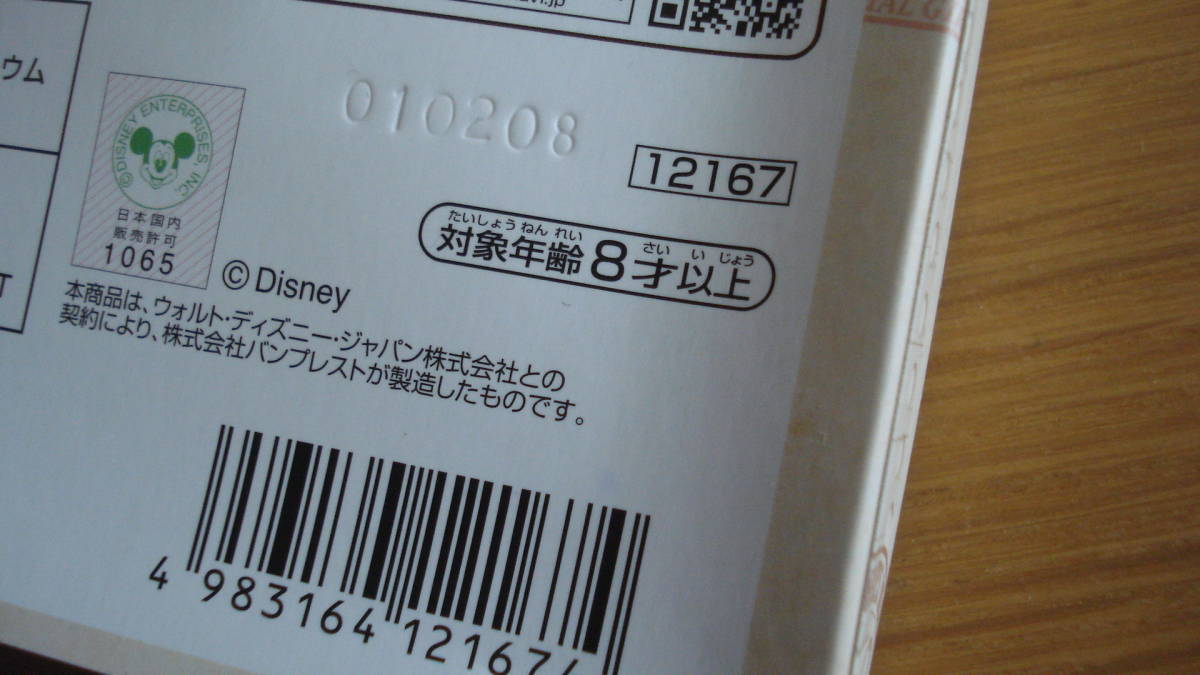 ウム
010208
12167
© DISNEY ENTERPRISES, INC.
日本国内
販売許可
1065
©Disney
たいしょう ねん れい さい い じょう
対象年齢8才以上
本商品は、ウォルト・ディズニー・ジャパン株式会社との
契約により、株式会社バンプレストが製造したものです。
4 983164 12167